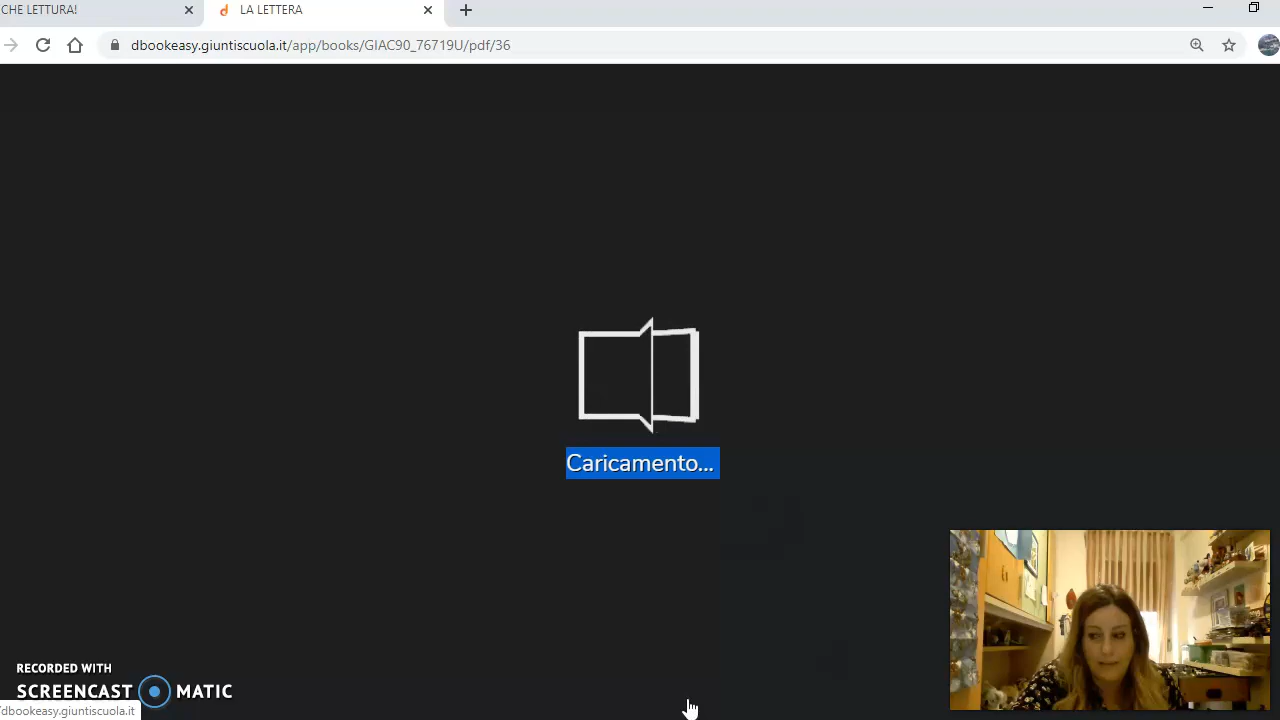 CHE LETTURA!
LA LETTERA
dbookeasy.giuntiscuola.it/app/books/GIAC90_76719U/pdf/36
Caricamento...
RECORDED WITH
SCREENCAST MATIC
/dbookeasy.giuntiscuola.it